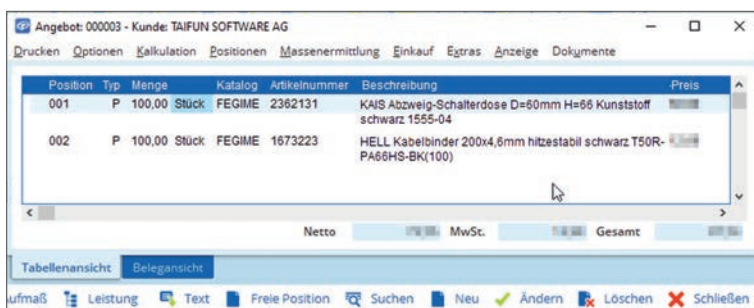 Angebot: 000003 - Kunde: TAIFUN SOFTWARE AG
Drucken Optionen Kalkulation Positionen Massenermittlung Einkauf Extras Anzeige Dokumente
Position Typ Menge Katalog Artikelnummer Beschreibung Preis
001 P 100,00 Stück FEGIME 2362131 KAIS Abzweig-Schalterdose D=60mm H=66 Kunststoff
schwarz 1555-04
002 P 100,00 Stück FEGIME 1673223 HELL Kabelbinder 200x4,6mm hitzestabil schwarz T50R-
PA66HS-BK(100)
Netto MwSt. Gesamt
Tabellenansicht Belegansicht
ufmaß Leistung Text Freie Position Suchen Neu Ändern Löschen Schließen